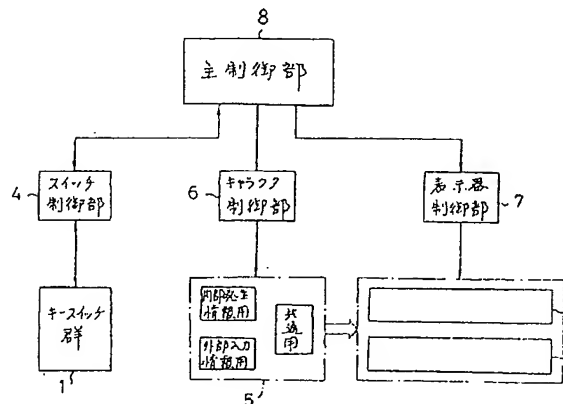 8
主制御部
4
スイッチ
制御部
6
キャラクタ
制御部
表示器
制御部
7
キースイッチ
群
1
内部発生
情報用
外部入力
情報用
共通用
5